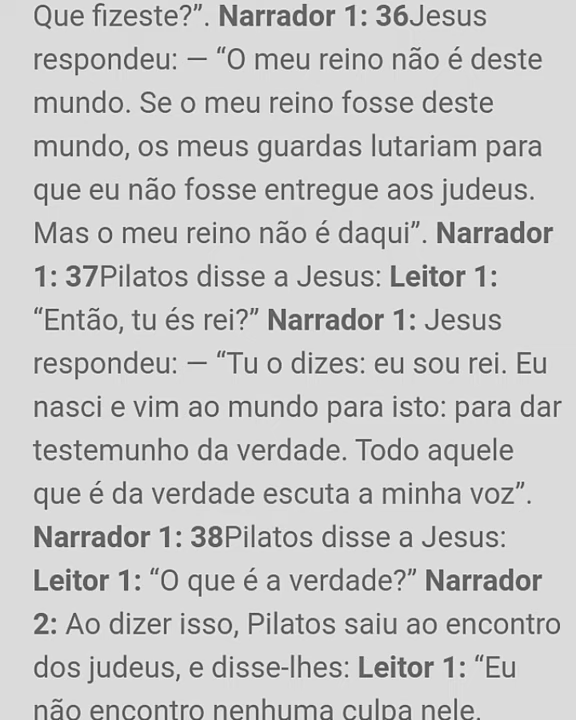 Que fizeste?”. Narrador 1: 36Jesus
respondeu: — “O meu reino não é deste
mundo. Se o meu reino fosse deste
mundo, os meus guardas lutariam para
que eu não fosse entregue aos judeus.
Mas o meu reino não é daqui”. Narrador
1: 37Pilatos disse a Jesus: Leitor 1:
“Então, tu és rei?” Narrador 1: Jesus
respondeu: — “Tu o dizes: eu sou rei. Eu
nasci e vim ao mundo para isto: para dar
testemunho da verdade. Todo aquele
que é da verdade escuta a minha voz”.
Narrador 1: 38Pilatos disse a Jesus:
Leitor 1: “O que é a verdade?” Narrador
2: Ao dizer isso, Pilatos saiu ao encontro
dos judeus, e disse-lhes: Leitor 1: “Eu
não encontro nenhuma culpa nele.